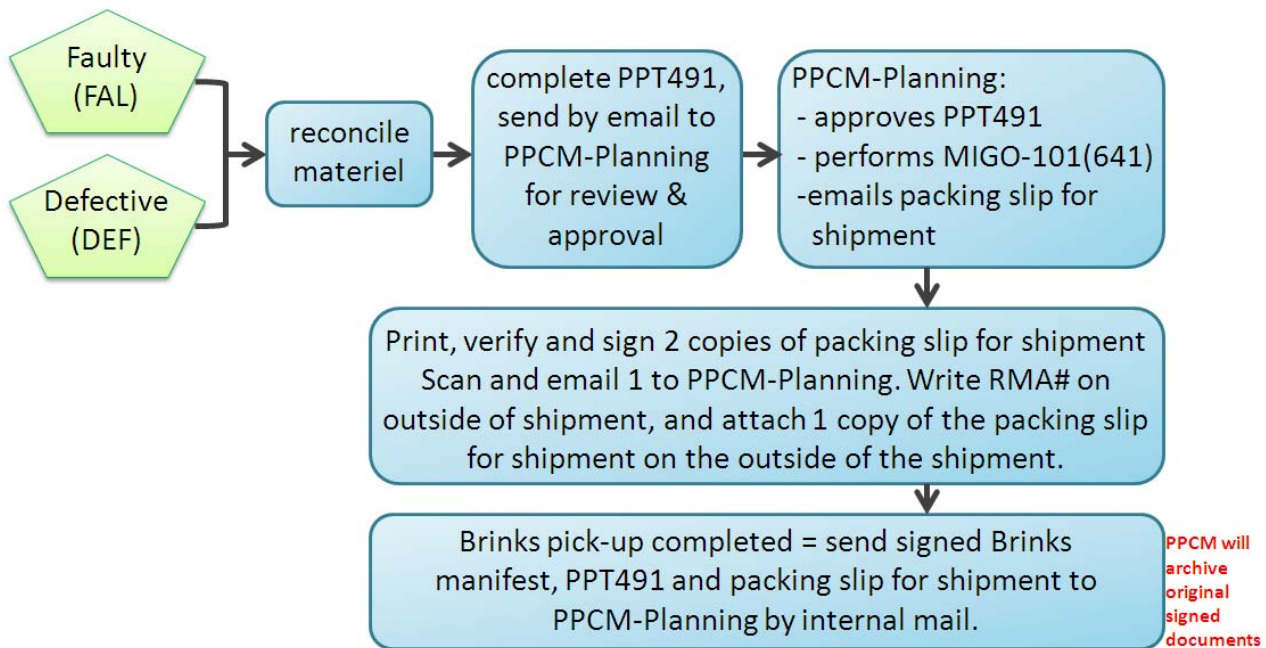 Faulty
(FAL)
Defective
(DEF)
reconcile
materiel
complete PPT491,
send by email to
PPCM-Planning
for review &
approval
PPCM-Planning:
- approves PPT491
- performs MIGO-101(641)
-emails packing slip for
shipment
Print, verify and sign 2 copies of packing slip for shipment
Scan and email 1 to PPCM-Planning. Write RMA# on
outside of shipment, and attach 1 copy of the packing slip
for shipment on the outside of the shipment.
Brinks pick-up completed = send signed Brinks
manifest, PPT491 and packing slip for shipment to
PPCM-Planning by internal mail.
PPCM will
archive
original
signed
documents